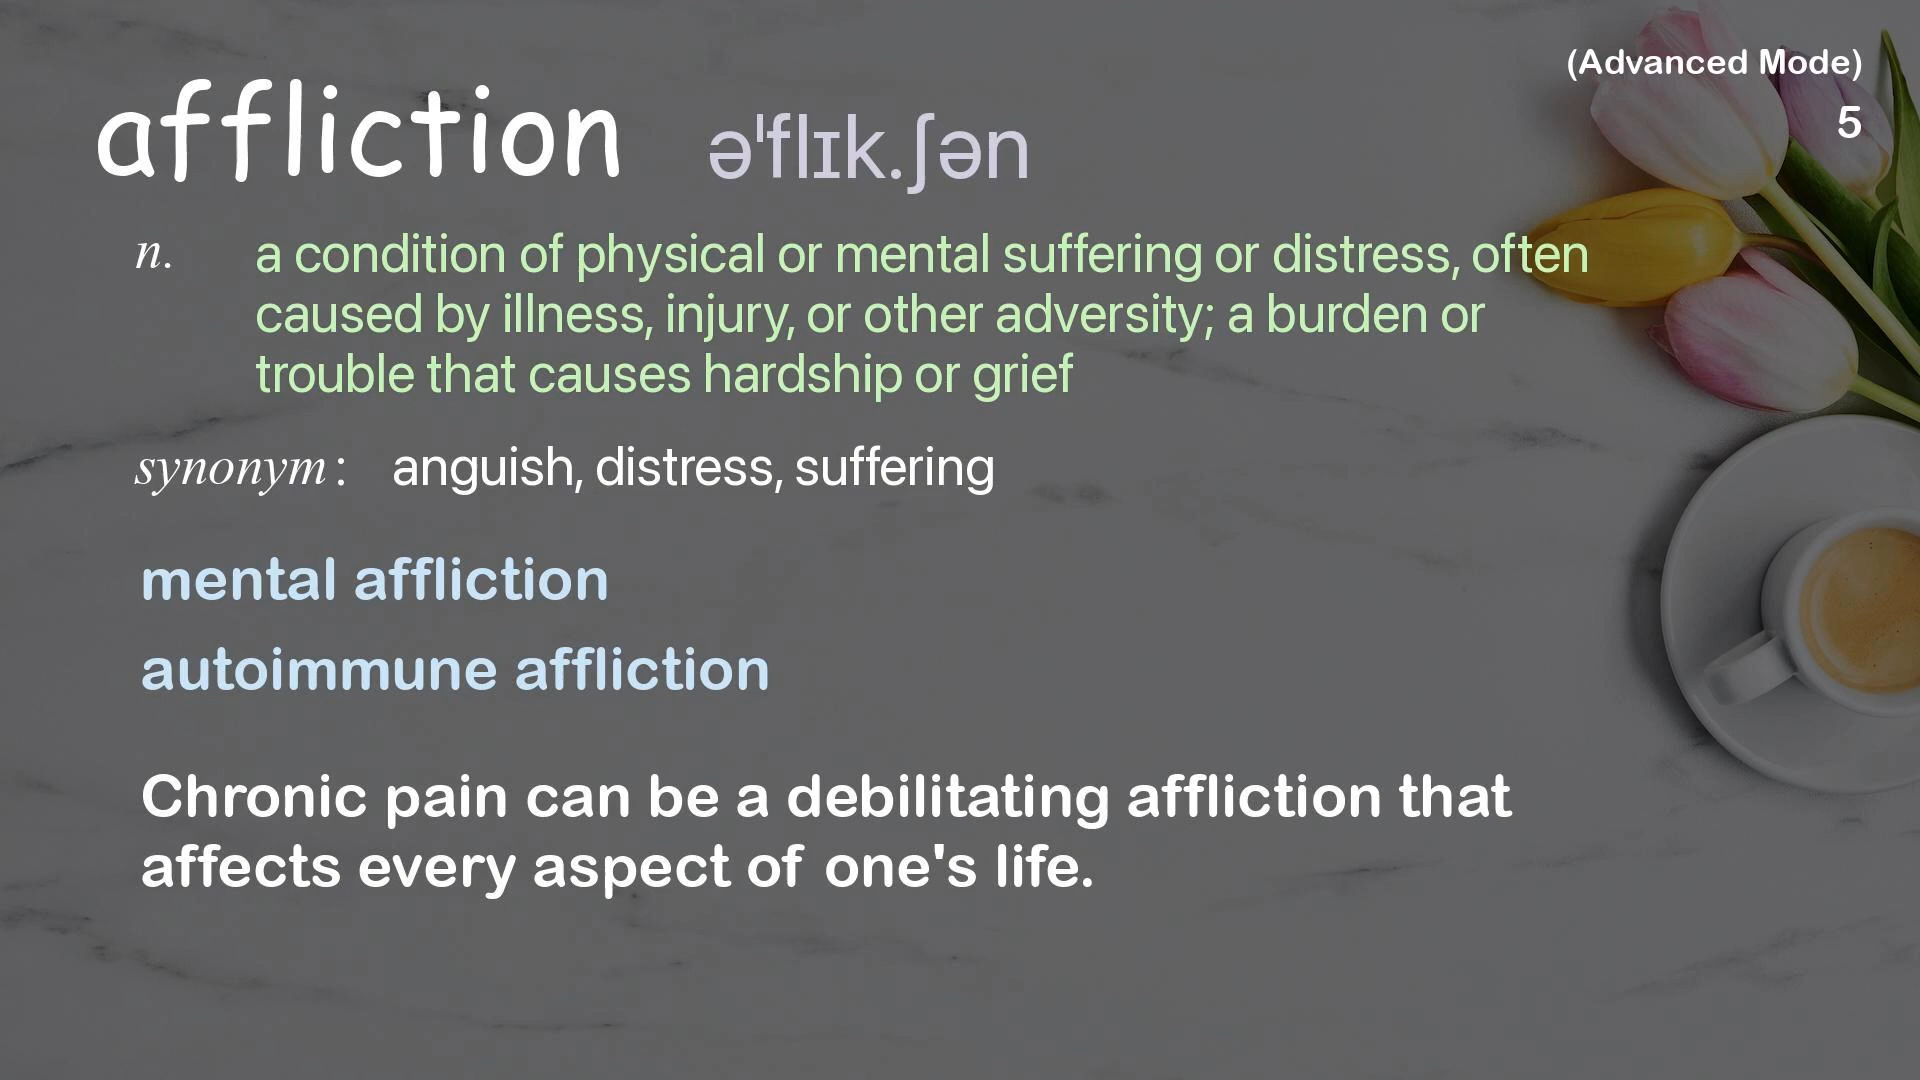 (Advanced Mode)
5
affliction əˈflɪk.ʃən
n. a condition of physical or mental suffering or distress, often
caused by illness, injury, or other adversity; a burden or
trouble that causes hardship or grief
synonym: anguish, distress, suffering
mental affliction
autoimmune affliction
Chronic pain can be a debilitating affliction that
affects every aspect of one's life.